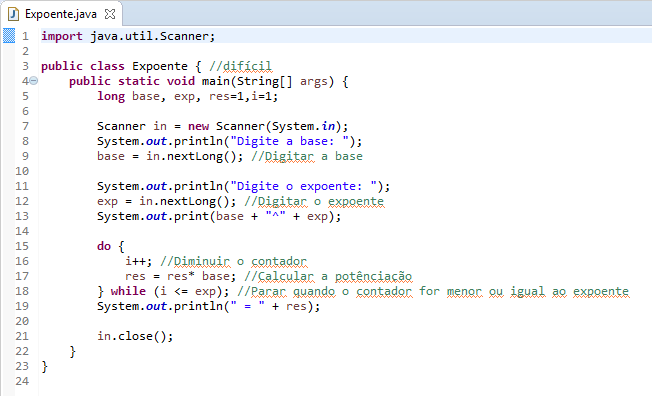 Expoente.java
1 import java.util.Scanner;
2
3 public class Expoente { //difícil
4 public static void main(String[] args) {
5 long base, exp, res=1,i=1;
6
7 Scanner in = new Scanner(System.in);
8 System.out.println("Digite a base: ");
9 base = in.nextLong(); //Digitar a base
10
11 System.out.println("Digite o expoente: ");
12 exp = in.nextLong(); //Digitar o expoente
13 System.out.print(base + "^" + exp);
14
15 do {
16 i++; //Diminuir o contador
17 res = res* base; //Calcular a potênciação
18 } while (i <= exp); //Parar quando o contador for menor ou igual ao expoente
19 System.out.println(" = " + res);
20
21 in.close();
22 }
23 }
24